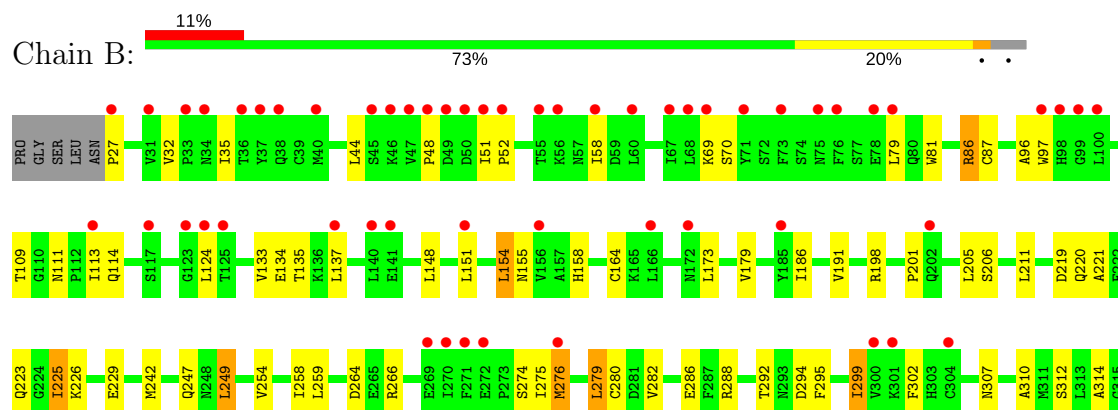 11%
Chain B:
73% 20% • •
PRO GLY SER LEU ASN P27 V31 V32 P33 N34 I35 T36 Y37 Q38 C39 M40 L44 S45 K46 V47 P48 D49 D50 I51 P52 T55 K56 N57 I58 D59 L60 I67 L68 K69 S70 Y71 S72 F73 S74 N75 F76 S77 E78 L79 Q80 W81 R86 C87 A96 W97 H98 G99 L100
T109 G110 N111 P112 I113 Q114 S117 G123 L124 T125 V133 E134 T135 K136 L137 L140 E141 L148 L151 L154 N155 V156 A157 H158 C164 K165 L166 N172 L173 V179 Y185 I186 V191 R198 P201 Q202 L205 S206 L211 D219 Q220 A221
Q223 G224 I225 K226 E229 M242 Q247 N248 L249 V254 I258 L259 D264 E265 R266 E269 I270 F271 E272 P273 S274 I275 M276 L279 C280 D281 V282 E286 F287 R288 T292 N293 D294 F295 I299 V300 K301 F302 H303 C304 N307 A310 M311 S312 L313 A314